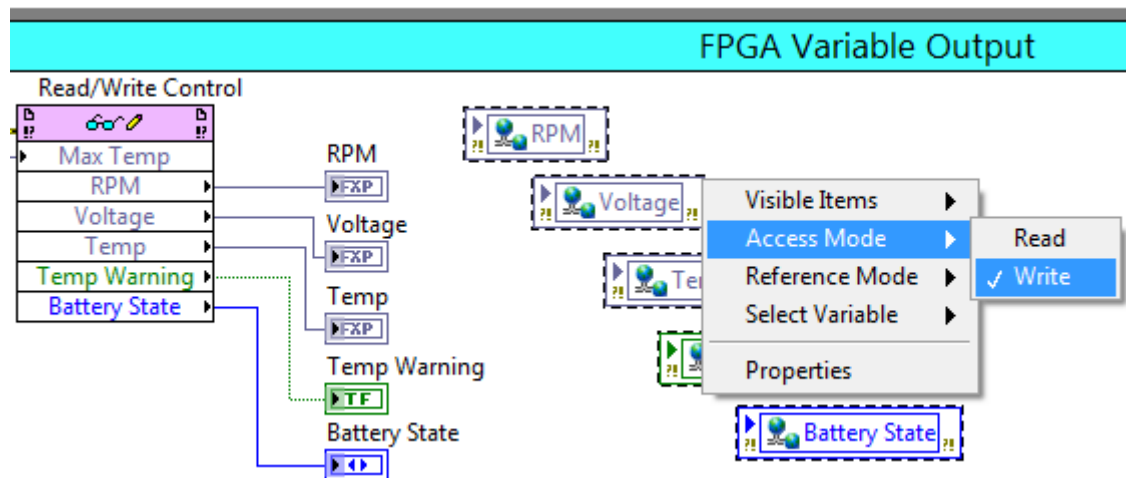 FPGA Variable Output
Read/Write Control
Max Temp
RPM
Voltage
Temp
Temp Warning
Battery State
RPM
FXP
Voltage
FXP
Temp
FXP
Temp Warning
TF
Battery State
RPM
Voltage
Te
Battery State
Visible Items
Access Mode
Reference Mode
Select Variable
Properties
Read
Write